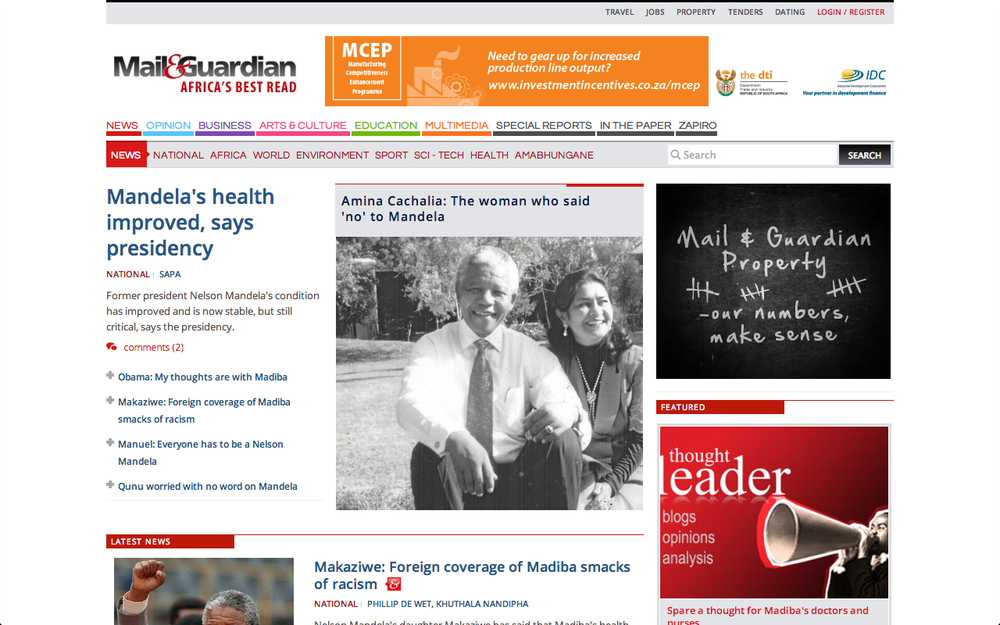 TRAVEL JOBS PROPERTY TENDERS DATING LOGIN / REGISTER
Mail&Guardian
AFRICA'S BEST READ
MCEP
Manufacturing
Competitiveness
Enhancement
Programme
Need to gear up for increased
production line output?
www.investmentincentives.co.za/mcep
the dti
Department:
Trade and Industry
REPUBLIC OF SOUTH AFRICA
IDC
Industrial Development Corporation
Your partner in development finance
NEWS OPINION BUSINESS ARTS & CULTURE EDUCATION MULTIMEDIA SPECIAL REPORTS IN THE PAPER ZAPIRO
NEWS NATIONAL AFRICA WORLD ENVIRONMENT SPORT SCI - TECH HEALTH AMABHUNGANE
Search SEARCH
Mandela's health
improved, says
presidency
NATIONAL | SAPA
Former president Nelson Mandela's condition
has improved and is now stable, but still
critical, says the presidency.
comments (2)
Obama: My thoughts are with Madiba
Makaziwe: Foreign coverage of Madiba
smacks of racism
Manuel: Everyone has to be a Nelson
Mandela
Qunu worried with no word on Mandela
Amina Cachalia: The woman who said
'no' to Mandela
Mail & Guardian
Property
-our numbers,
make sense
FEATURED
thought
leader
blogs
opinions
analysis
Spare a thought for Madiba's doctors and
nurses
LATEST NEWS
Makaziwe: Foreign coverage of Madiba smacks
of racism &
NATIONAL | PHILLIP DE WET, KHUTHALA NANDIPHA
Nelson Mandela's daughter Makaziwe has said that Madiba's health